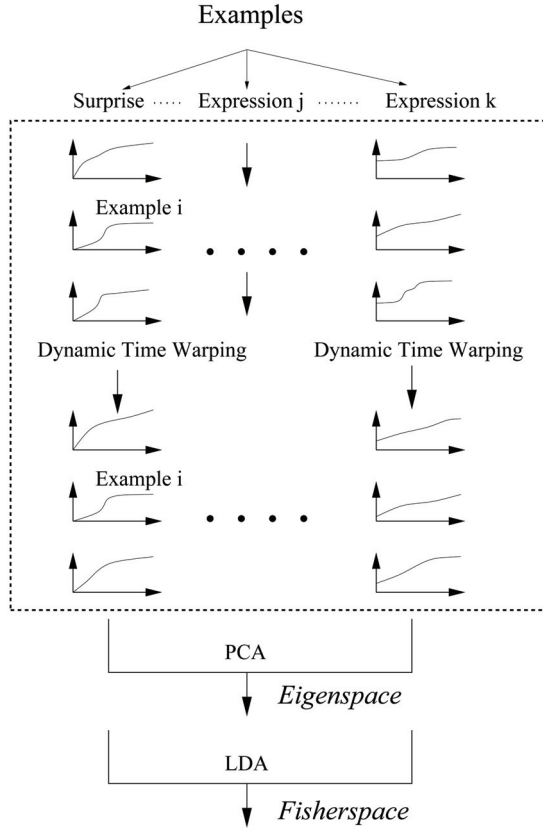 Examples
Surprise ..... Expression j ....... Expression k
Example i
Dynamic Time Warping Dynamic Time Warping
Example i
PCA
Eigenspace
LDA
Fisherspace